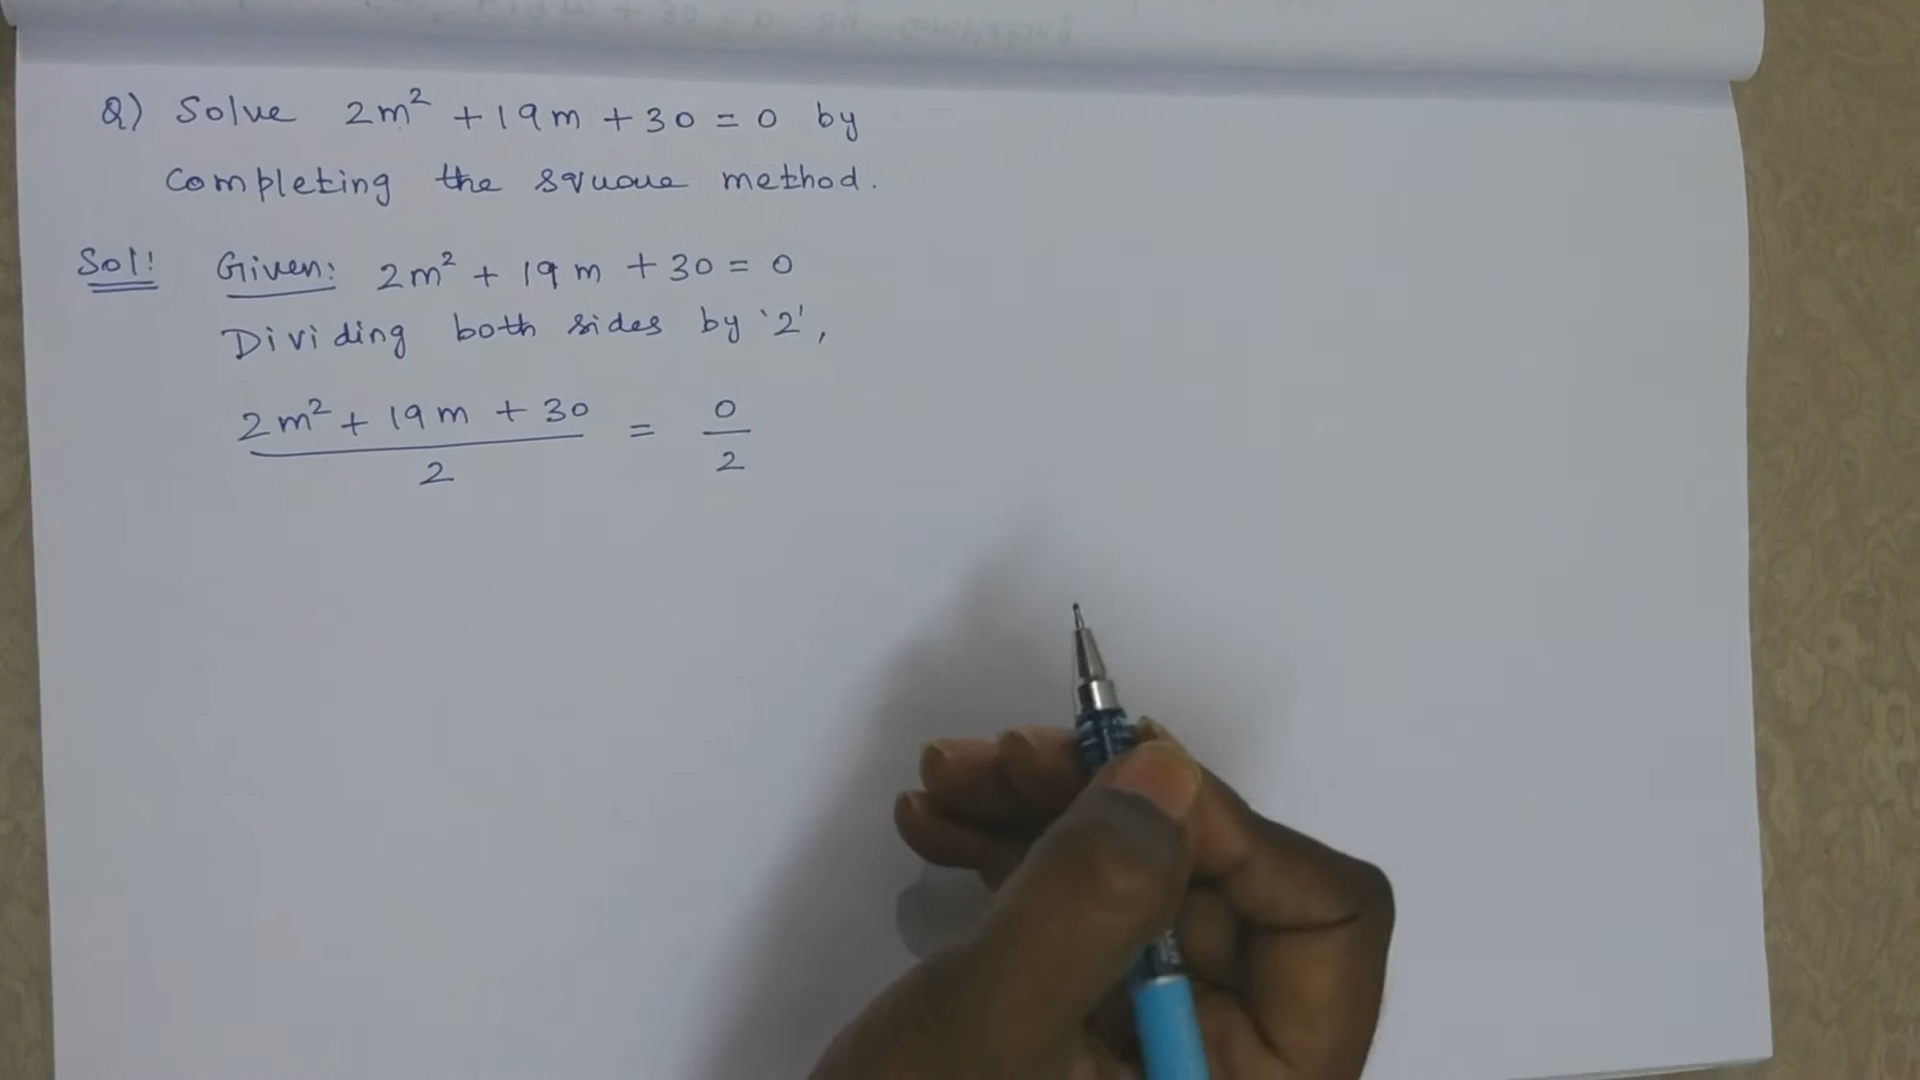 Q) Solve 2m² + 19m + 30 = 0 by
completing the square method.
Sol: Given: 2m² + 19m + 30 = 0
Dividing both sides by '2',
(2m² + 19m + 30)/2 = 0/2